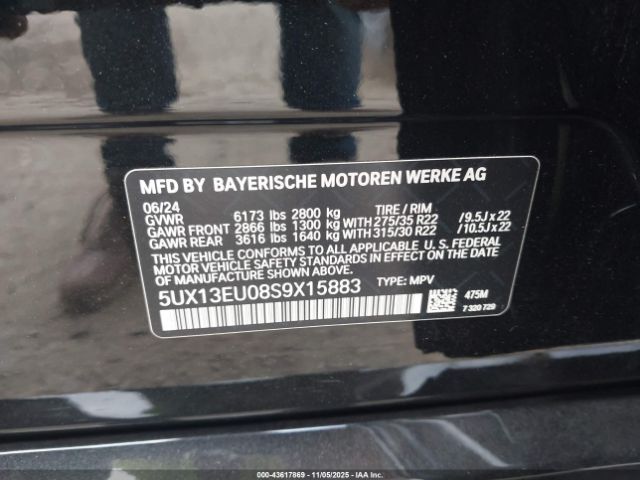 MFD BY BAYERISCHE MOTOREN WERKE AG
06/24 TIRE / RIM
GVWR 6173 lbs 2800 kg
GAWR FRONT 2866 lbs 1300 kg WITH 275/35 R22 /9.5J x 22
GAWR REAR 3616 lbs 1640 kg WITH 315/30 R22 /10.5J x 22
THIS VEHICLE CONFORMS TO ALL APPLICABLE U.S. FEDERAL
MOTOR VEHICLE SAFETY STANDARDS IN EFFECT ON THE DATE
OF MANUFACTURE SHOWN ABOVE.
5UX13EU08S9X15883 TYPE: MPV
475M
7 320 729
000-43617869 - 11/05/2025 - IAA Inc. ©